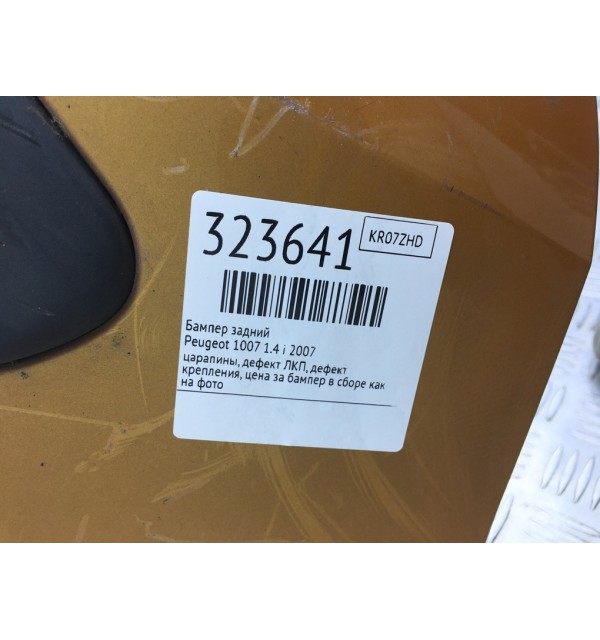 323641
KR07ZHD
Бампер задний
Peugeot 1007 1.4 i 2007
царапины, дефект ЛКП, дефект
крепления, цена за бампер в сборе как
на фото